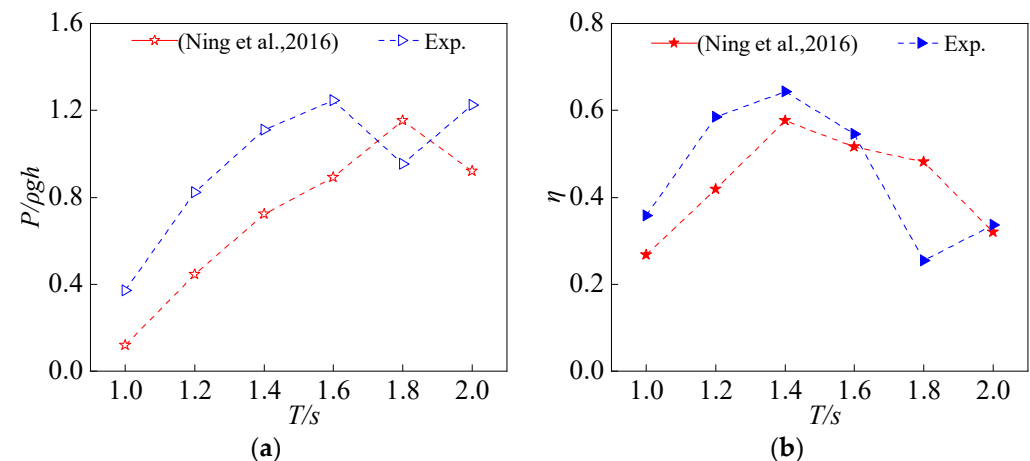 1.6
1.2
0.8
0.4
0.0
P/ρgh
(Ning et al.,2016)
Exp.
1.0 1.2 1.4 1.6 1.8 2.0
T/s
(a)
0.8
0.6
0.4
0.2
0.0
η
(Ning et al.,2016)
Exp.
1.0 1.2 1.4 1.6 1.8 2.0
T/s
(b)